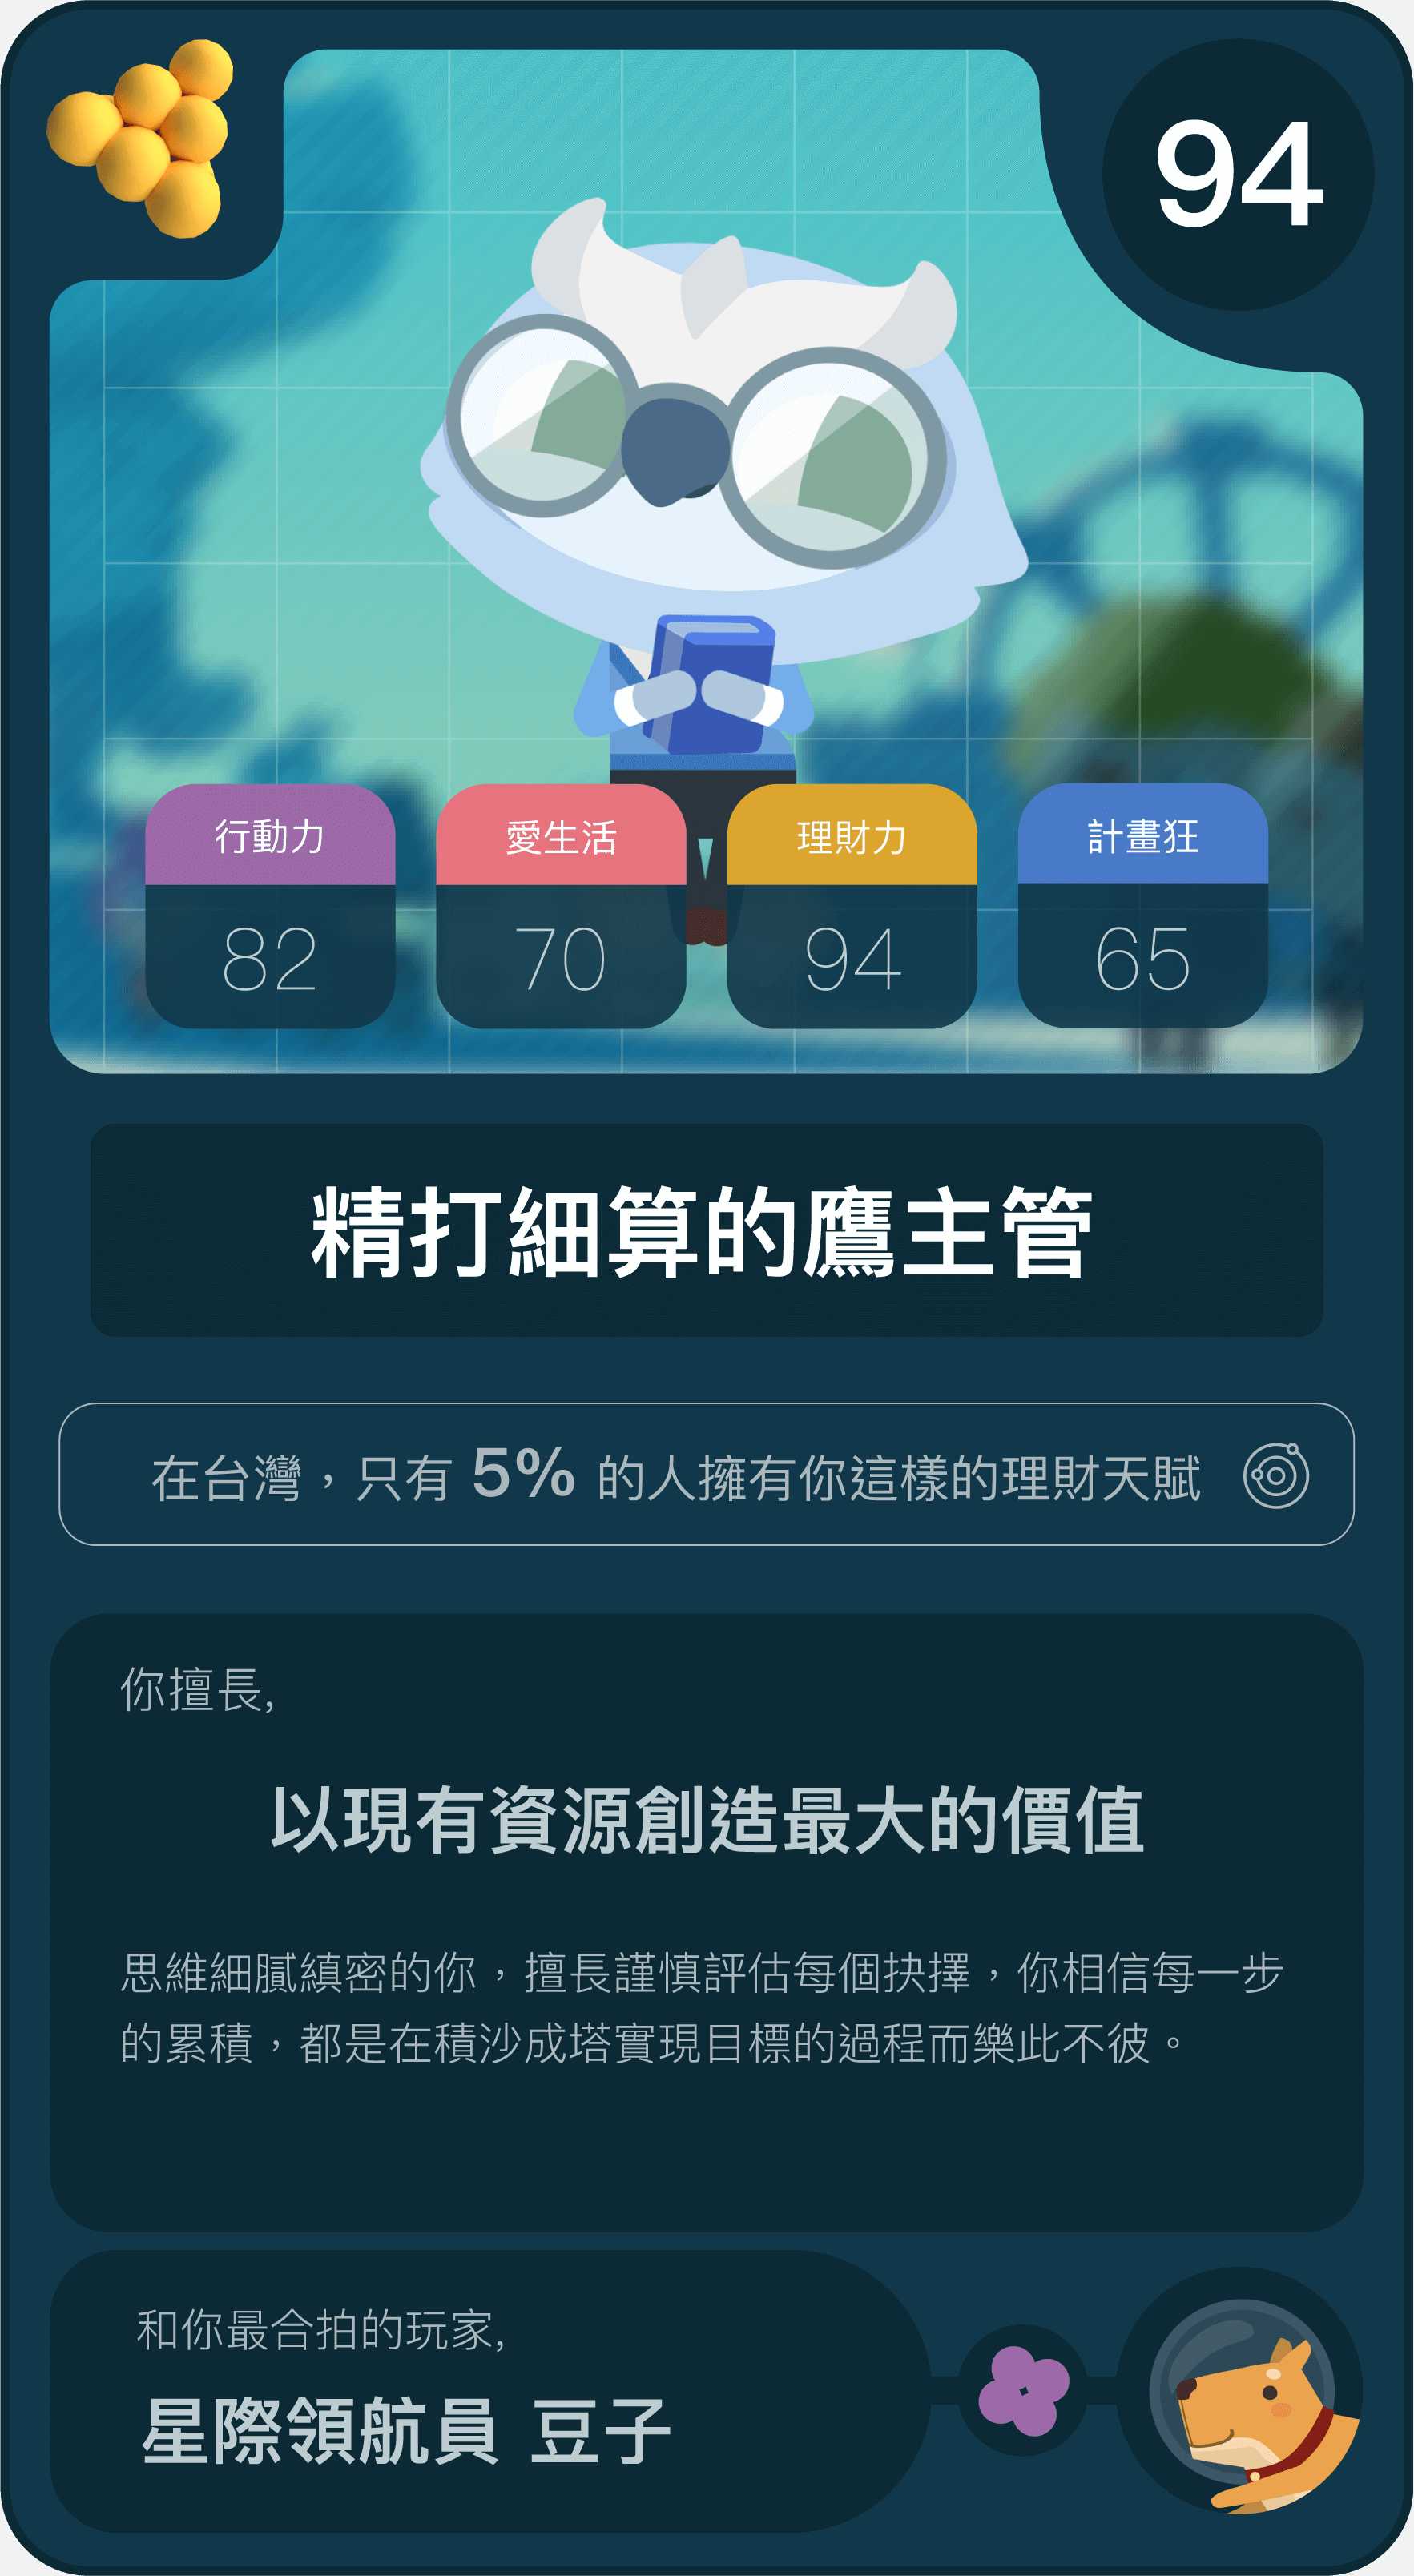 94
行動力
愛生活
理財力
計畫狂
82
70
94
65
精打細算的鷹主管
在台灣，只有 5% 的人擁有你這樣的理財天賦
你擅長,
以現有資源創造最大的價值
思維細膩縝密的你，擅長謹慎評估每個抉擇，你相信每一步
的累積，都是在積沙成塔實現目標的過程而樂此不彼。
和你最合拍的玩家,
星際領航員 豆子